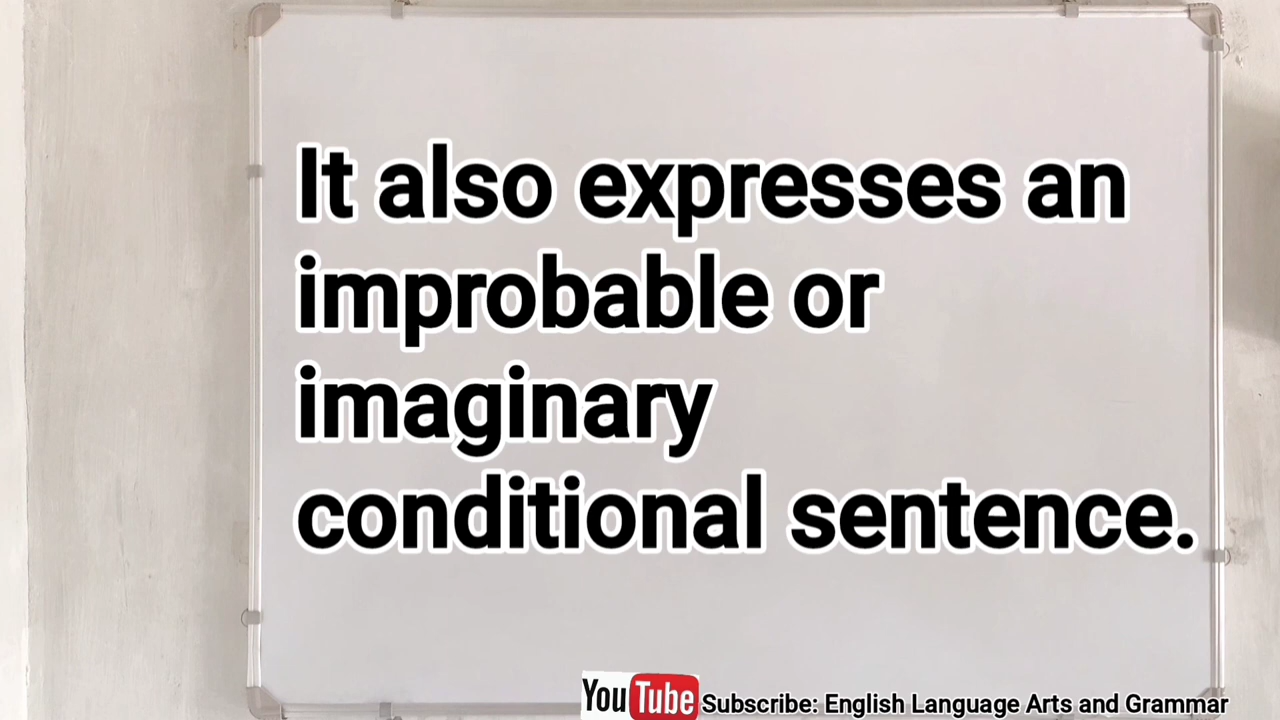 It also expresses an
improbable or
imaginary
conditional sentence.
YouTube Subscribe: English Language Arts and Grammar